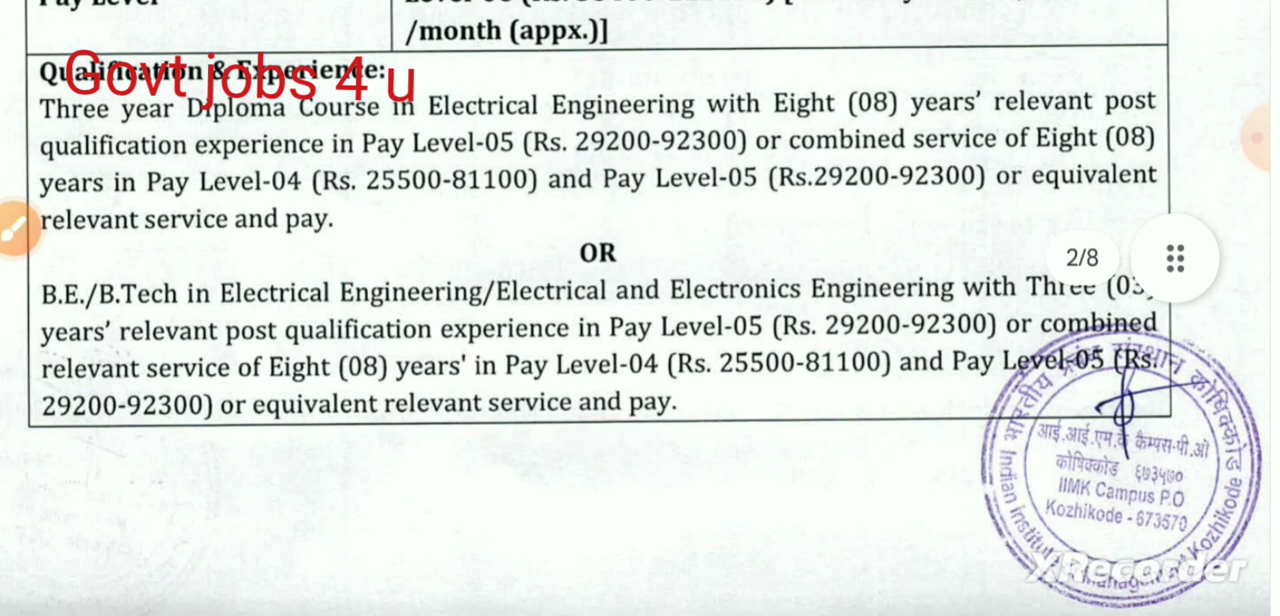 /month (appx.)]
Qualification & Experience:
Govt jobs 4 u
Three year Diploma Course in Electrical Engineering with Eight (08) years' relevant post
qualification experience in Pay Level-05 (Rs. 29200-92300) or combined service of Eight (08)
years in Pay Level-04 (Rs. 25500-81100) and Pay Level-05 (Rs.29200-92300) or equivalent
relevant service and pay.
OR
2/8
B.E./B.Tech in Electrical Engineering/Electrical and Electronics Engineering with Three (03)
years' relevant post qualification experience in Pay Level-05 (Rs. 29200-92300) or combined
relevant service of Eight (08) years' in Pay Level-04 (Rs. 25500-81100) and Pay Level-05 (Rs.
29200-92300) or equivalent relevant service and pay.
भारतीय प्रबंध संस्थान कोषिक्कोड
आई.आई.एम.के कैम्पस-पी.ओ
कोषिक्कोड ६७३५७०
IIMK Campus P.O
Kozhikode - 673570
Indian Institute Kozhikode
XRecorder